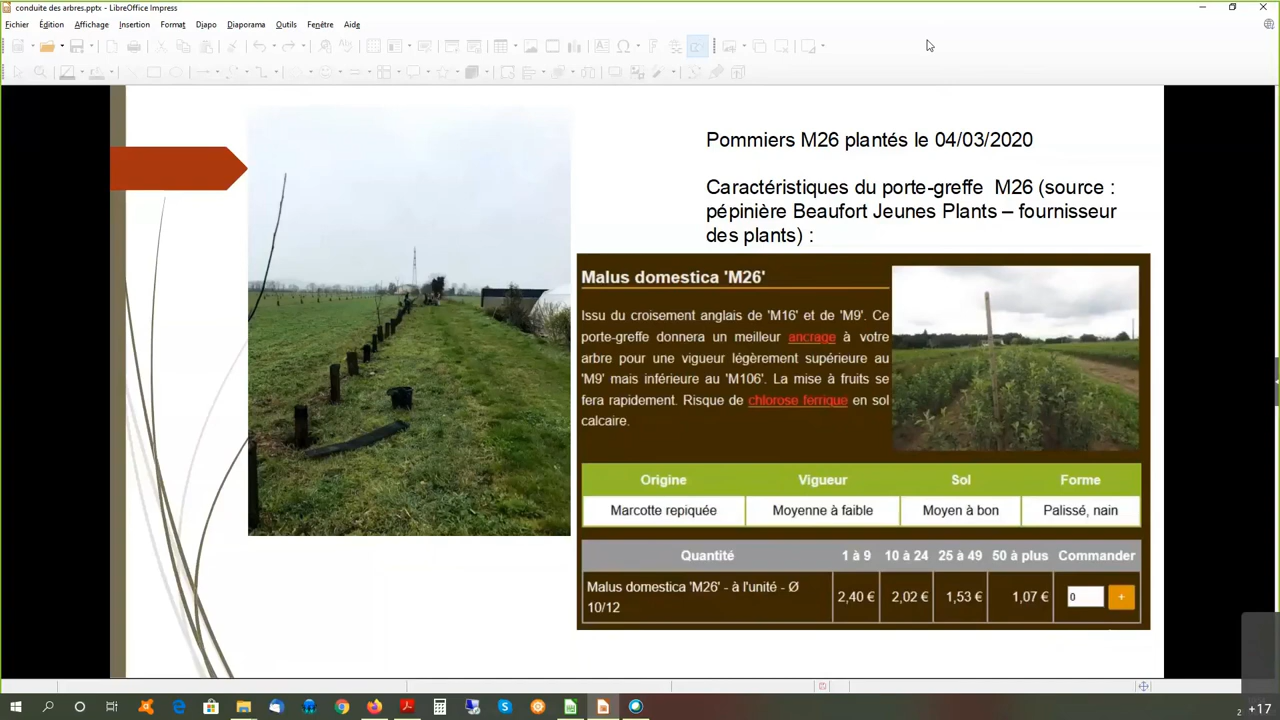 conduite des arbres.pptx - LibreOffice Impress
Fichier Édition Affichage Insertion Format Diapo Diaporama Outils Fenêtre Aide
Pommiers M26 plantés le 04/03/2020
Caractéristiques du porte-greffe M26 (source :
pépinière Beaufort Jeunes Plants – fournisseur
des plants) :
Malus domestica 'M26'
Issu du croisement anglais de 'M16' et de 'M9'. Ce
porte-greffe donnera un meilleur ancrage à votre
arbre pour une vigueur légèrement supérieure au
'M9' mais inférieure au 'M106'. La mise à fruits se
fera rapidement. Risque de chlorose ferrique en sol
calcaire.
Origine Vigueur Sol Forme
Marcotte repiquée Moyenne à faible Moyen à bon Palissé, nain
Quantité 1 à 9 10 à 24 25 à 49 50 à plus Commander
Malus domestica 'M26' - à l'unité - Ø
10/12 2,40 € 2,02 € 1,53 € 1,07 € 0 +
2 +17